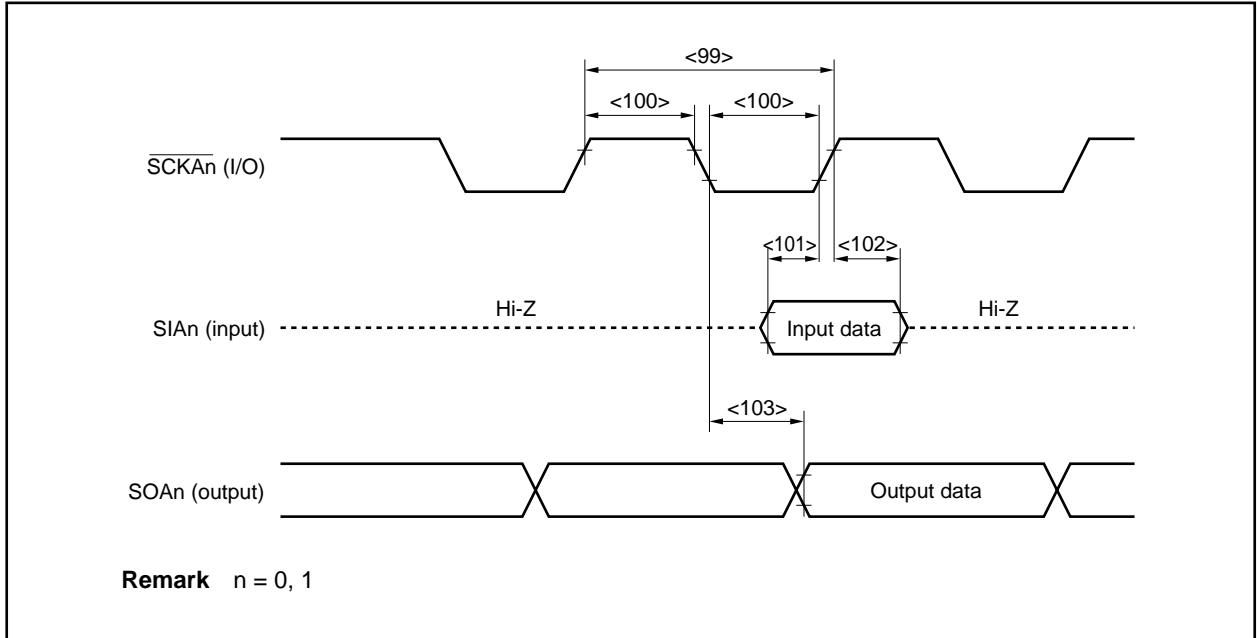 <99>
<100> <100>
SCKAn (I/O)
<101> <102>
Hi-Z Hi-Z
SIAn (input) Input data
<103>
SOAn (output) Output data
Remark n = 0, 1